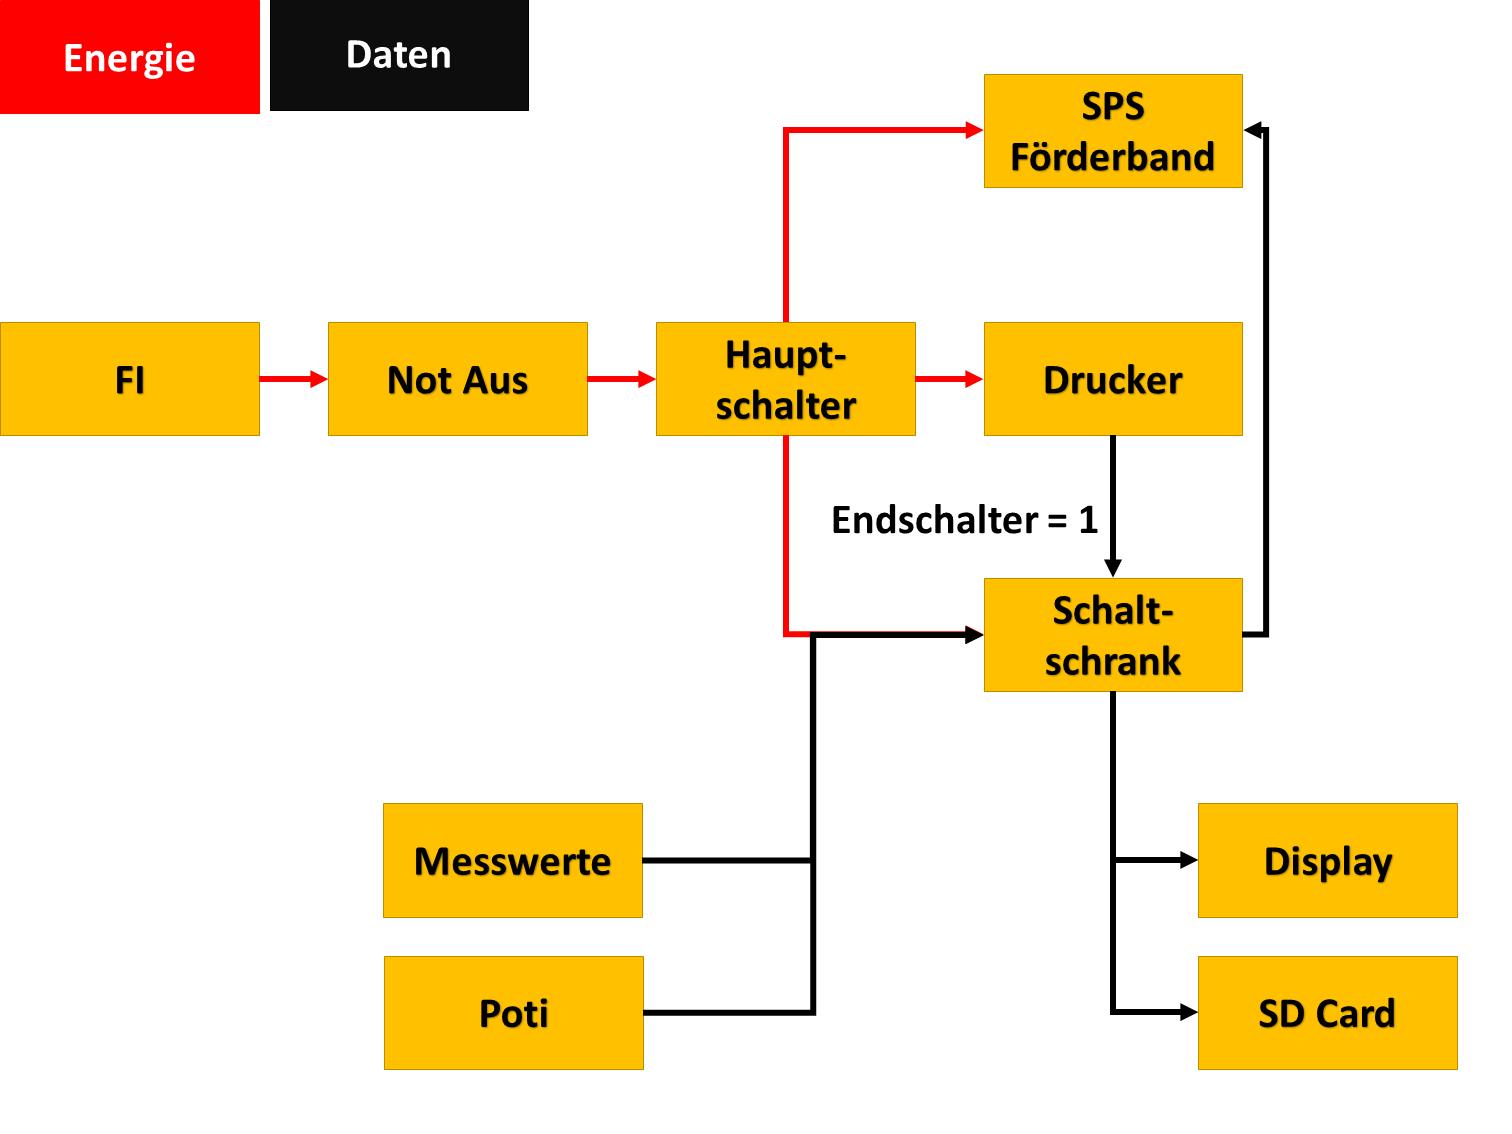 Energie
Daten
SPS
Förderband
FI
Not Aus
Haupt-
schalter
Drucker
Endschalter = 1
Schalt-
schrank
Messwerte
Display
Poti
SD Card